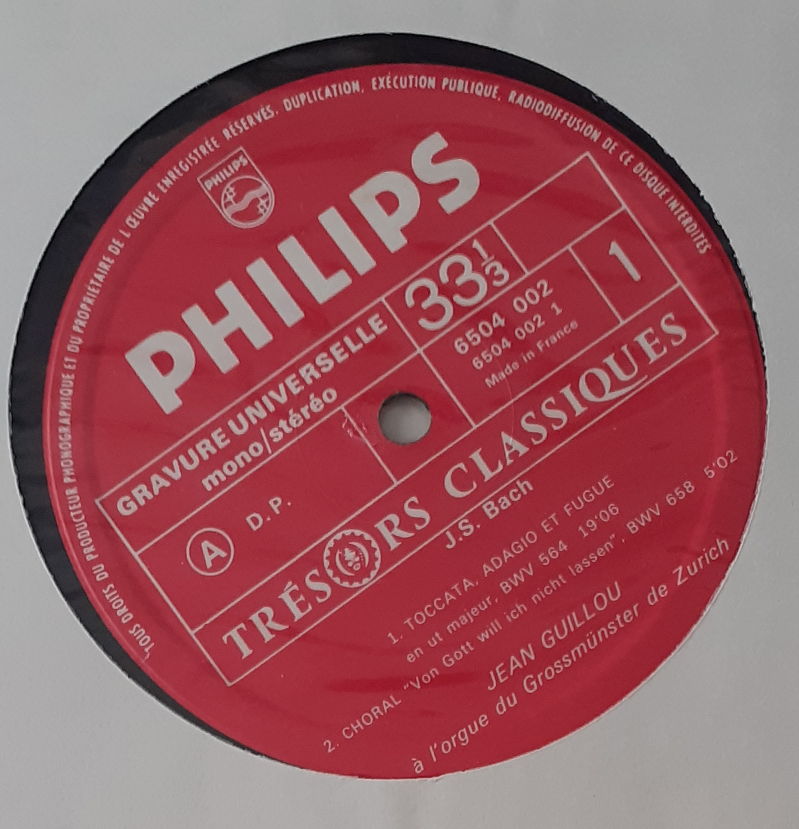 TOUS DROITS DU PRODUCTEUR PHONOGRAPHIQUE ET DU PROPRIÉTAIRE DE L ŒUVRE ENREGISTRÉE RÉSERVÉS. DUPLICATION, EXÉCUTION PUBLIQUE, RADIODIFFUSION DE CE DISQUE INTERDITES
PHILIPS
PHILIPS
GRAVURE UNIVERSELLE
mono/stéréo
33 1/3
6504 002
6504 002 1
Made in France
1
A D.P.
TRÉSORS CLASSIQUES
J.S. Bach
1. TOCCATA, ADAGIO ET FUGUE
en ut majeur, BWV 564 19'06
2. CHORAL "Von Gott will ich nicht lassen", BWV 658 5'02
JEAN GUILLOU
à l'orgue du Grossmünster de Zurich